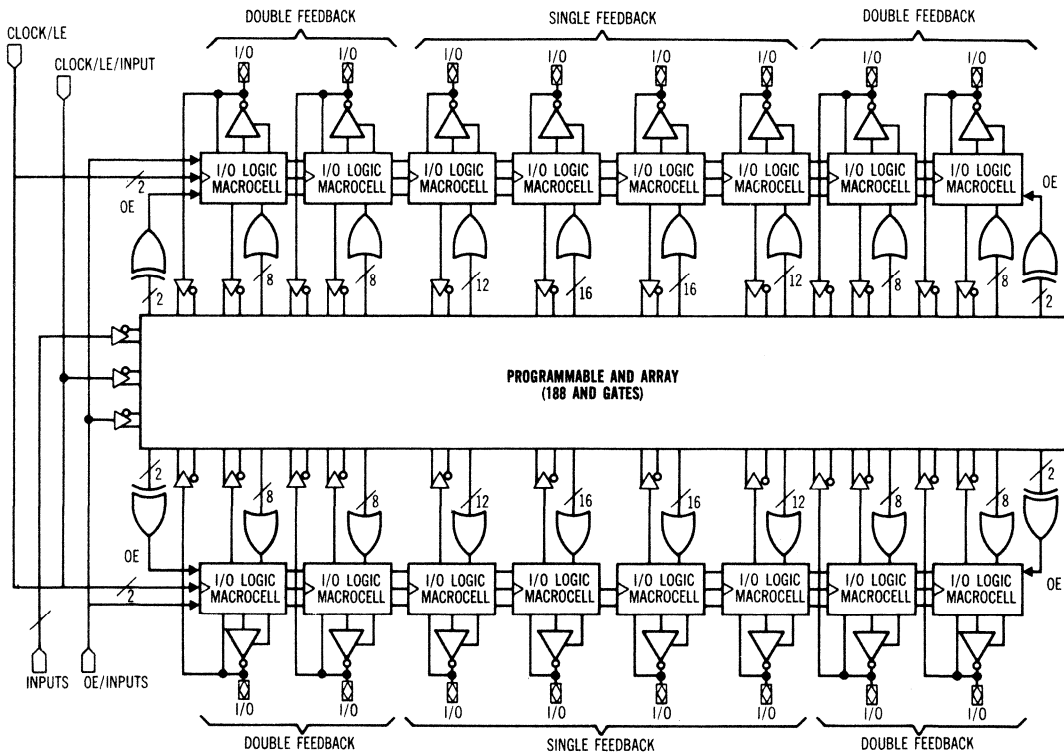 DOUBLE FEEDBACK
SINGLE FEEDBACK
DOUBLE FEEDBACK
CLOCK/LE
CLOCK/LE/INPUT
I/O
I/O
I/O
I/O
I/O
I/O
I/O
I/O
I/O LOGIC
MACROCELL
I/O LOGIC
MACROCELL
I/O LOGIC
MACROCELL
I/O LOGIC
MACROCELL
I/O LOGIC
MACROCELL
I/O LOGIC
MACROCELL
I/O LOGIC
MACROCELL
I/O LOGIC
MACROCELL
2
OE
OE
2
8
8
12
16
16
12
8
8
2
PROGRAMMABLE AND ARRAY
(188 AND GATES)
2
8
8
12
16
16
12
8
8
2
OE
OE
2
I/O LOGIC
MACROCELL
I/O LOGIC
MACROCELL
I/O LOGIC
MACROCELL
I/O LOGIC
MACROCELL
I/O LOGIC
MACROCELL
I/O LOGIC
MACROCELL
I/O LOGIC
MACROCELL
I/O LOGIC
MACROCELL
INPUTS
OE/INPUTS
I/O
I/O
I/O
I/O
I/O
I/O
I/O
I/O
DOUBLE FEEDBACK
SINGLE FEEDBACK
DOUBLE FEEDBACK